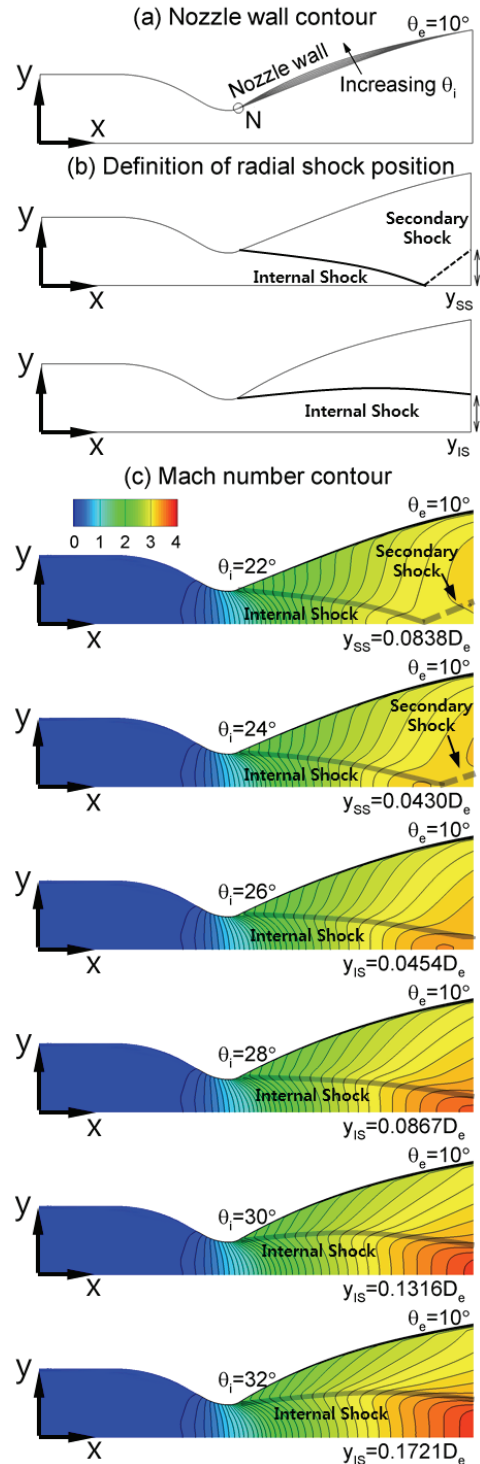 (a) Nozzle wall contour
θe=10°
y
Nozzle wall
Increasing θi
N
x
(b) Definition of radial shock position
y
Secondary
Shock
Internal Shock
x
ySS
y
Internal Shock
x
yIS
(c) Mach number contour
0 1 2 3 4
θe=10°
y
θi=22°
Secondary
Shock
Internal Shock
x
ySS=0.0838De
θe=10°
y
θi=24°
Secondary
Shock
Internal Shock
x
ySS=0.0430De
θe=10°
y
θi=26°
Internal Shock
x
yIS=0.0454De
θe=10°
y
θi=28°
Internal Shock
x
yIS=0.0867De
θe=10°
y
θi=30°
Internal Shock
x
yIS=0.1316De
θe=10°
y
θi=32°
Internal Shock
x
yIS=0.1721De